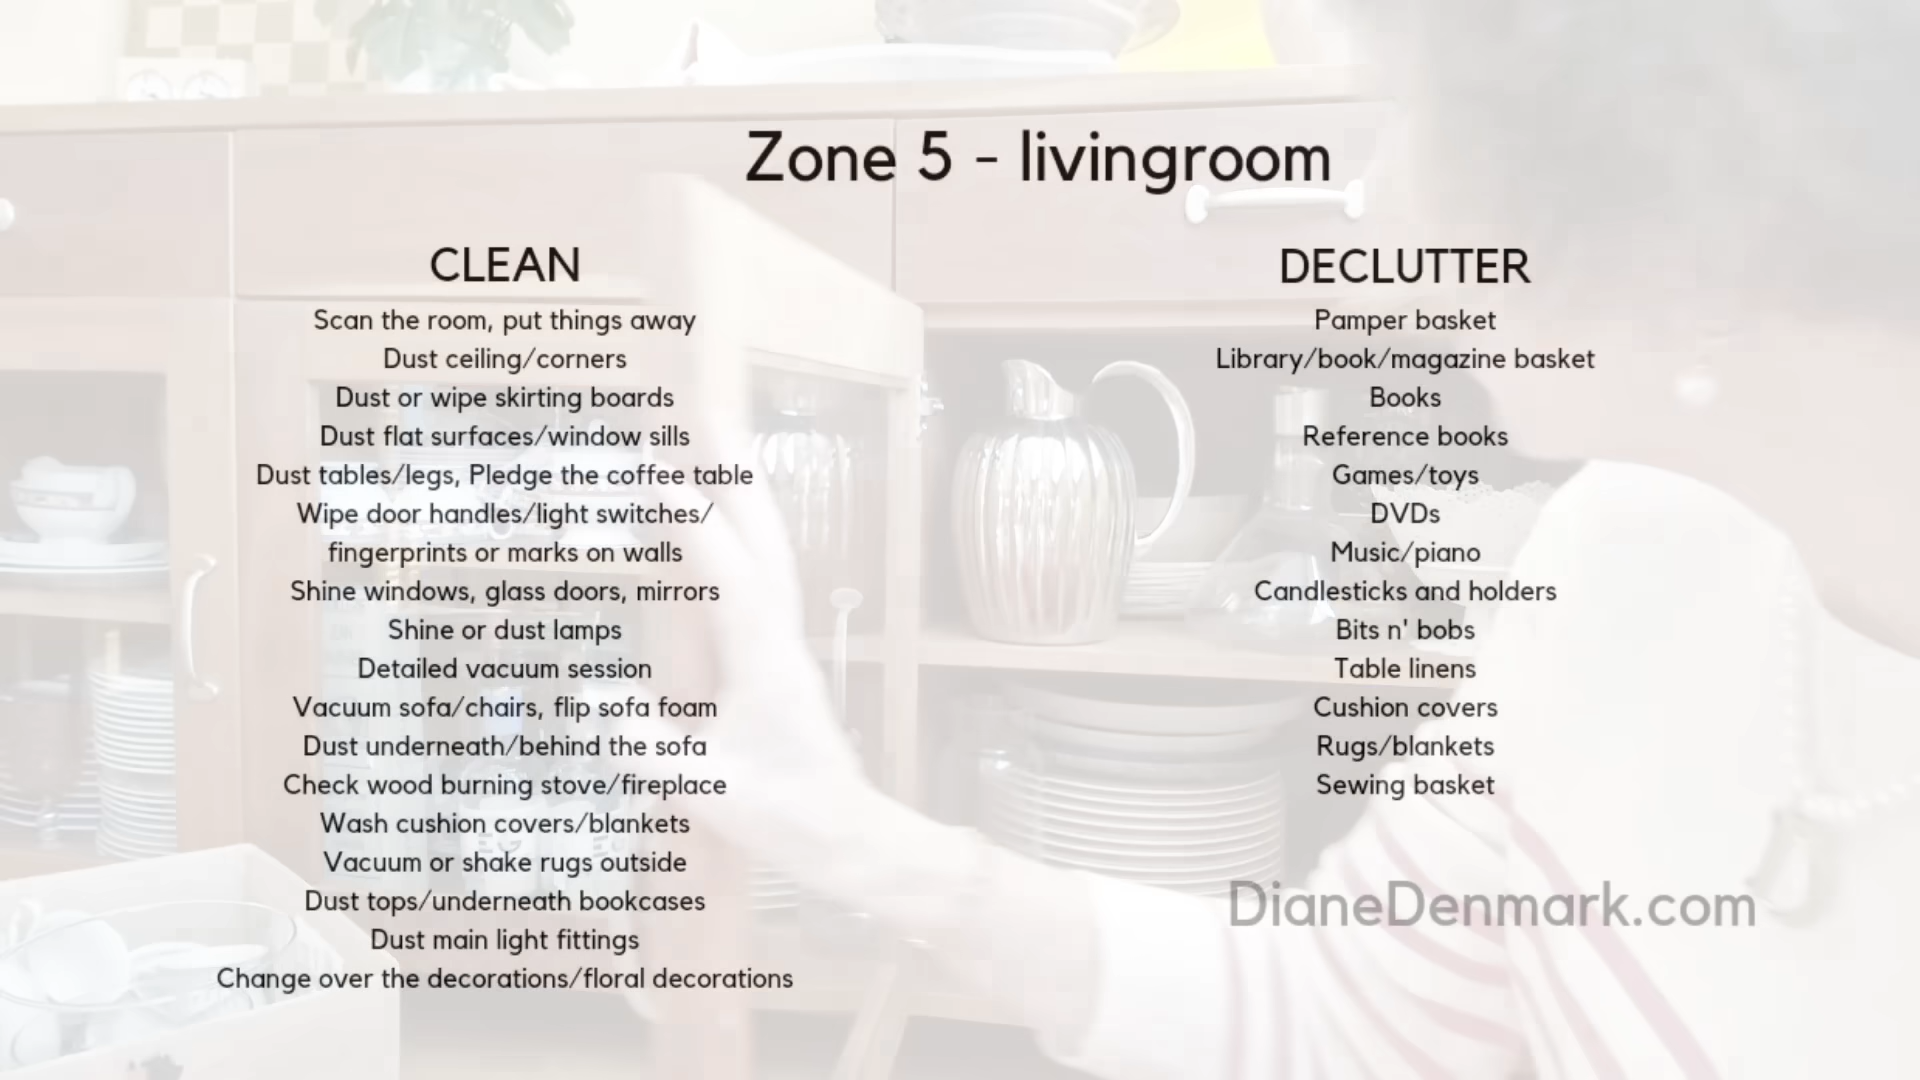 Zone 5 - livingroom
CLEAN
Scan the room, put things away
Dust ceiling/corners
Dust or wipe skirting boards
Dust flat surfaces/window sills
Dust tables/legs, Pledge the coffee table
Wipe door handles/light switches/
fingerprints or marks on walls
Shine windows, glass doors, mirrors
Shine or dust lamps
Detailed vacuum session
Vacuum sofa/chairs, flip sofa foam
Dust underneath/behind the sofa
Check wood burning stove/fireplace
Wash cushion covers/blankets
Vacuum or shake rugs outside
Dust tops/underneath bookcases
Dust main light fittings
Change over the decorations/floral decorations
DECLUTTER
Pamper basket
Library/book/magazine basket
Books
Reference books
Games/toys
DVDs
Music/piano
Candlesticks and holders
Bits n' bobs
Table linens
Cushion covers
Rugs/blankets
Sewing basket
DianeDenmark.com